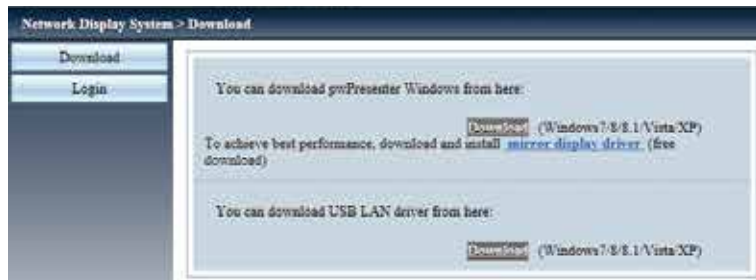 Network Display System > Download
Download
Login
You can download pwPresenter Windows from here:
Download (Windows7/8/8.1/Vista/XP)
To achieve best performance, download and install mirror display driver (free
download)
You can download USB LAN driver from here:
Download (Windows7/8/8.1/Vista/XP)